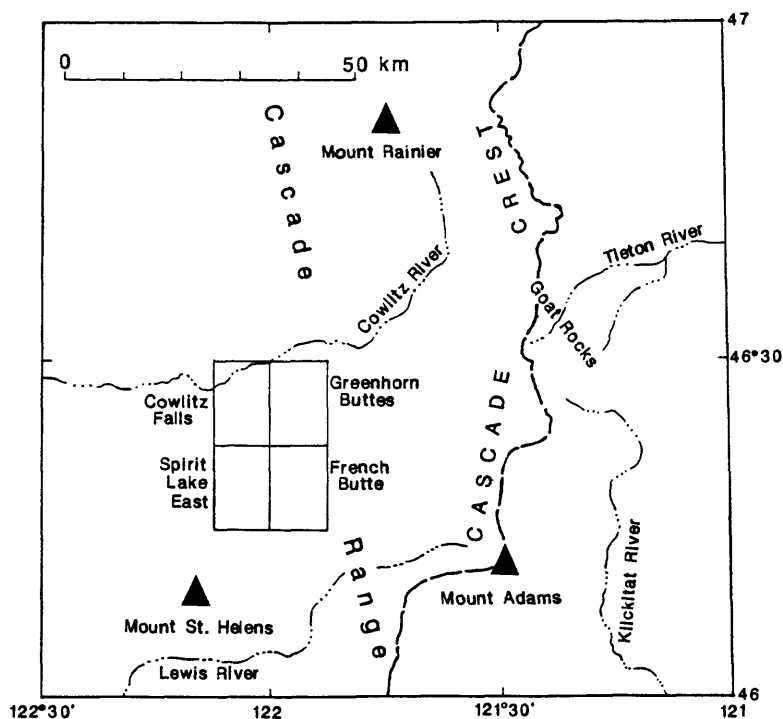 47
0
50 km
Cascade
Mount Rainier
CREST
Cowlitz River
Tieton River
Goat Rocks
46°30
Cowlitz
Falls
Greenhorn
Buttes
Spirit
Lake
East
French
Butte
CASCADE
Range
Mount Adams
Klickitat River
Mount St. Helens
Lewis River
46
122°30'
122
121°30'
121